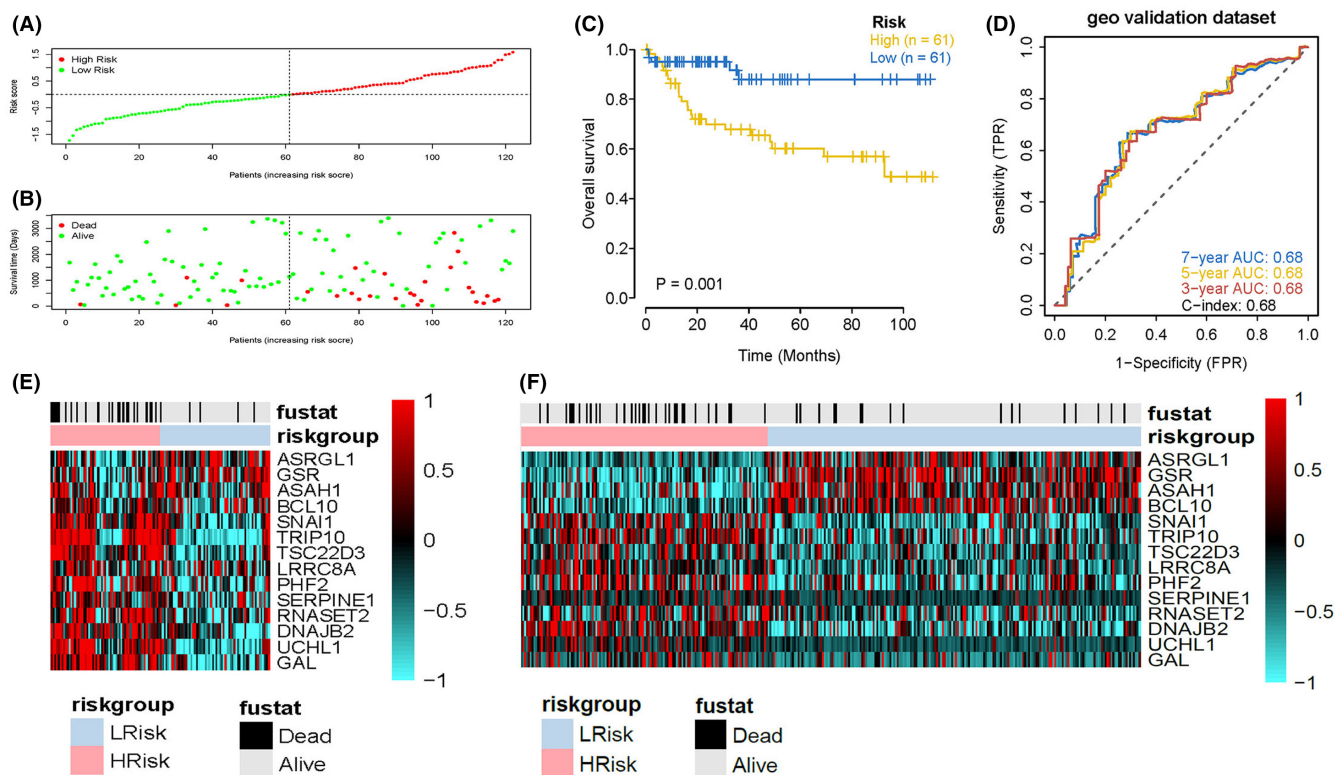 (A)
High Risk
Low Risk
Risk score
1.5
0.5
-0.5
-1.5
0 20 40 60 80 100 120
Patients (increasing risk socre)
(B)
Dead
Alive
Survival time (Days)
3000
2000
1000
0
0 20 40 60 80 100 120
Patients (increasing risk socre)
(C)
Risk
High (n = 61)
Low (n = 61)
Overall survival
1.0
0.8
0.6
0.4
0.2
0.0
P = 0.001
0 20 40 60 80 100
Time (Months)
(D)
geo validation dataset
Sensitivity (TPR)
1.0
0.8
0.6
0.4
0.2
0.0
7-year AUC: 0.68
5-year AUC: 0.68
3-year AUC: 0.68
C-index: 0.68
0.0 0.2 0.4 0.6 0.8 1.0
1-Specificity (FPR)
(E)
fustat
riskgroup
ASRGL1
GSR
ASAH1
BCL10
SNAI1
TRIP10
TSC22D3
LRRC8A
PHF2
SERPINE1
RNASET2
DNAJB2
UCHL1
GAL
1
0.5
0
-0.5
-1
riskgroup
LRisk
HRisk
fustat
Dead
Alive
(F)
fustat
riskgroup
ASRGL1
GSR
ASAH1
BCL10
SNAI1
TRIP10
TSC22D3
LRRC8A
PHF2
SERPINE1
RNASET2
DNAJB2
UCHL1
GAL
1
0.5
0
-0.5
-1
riskgroup
LRisk
HRisk
fustat
Dead
Alive